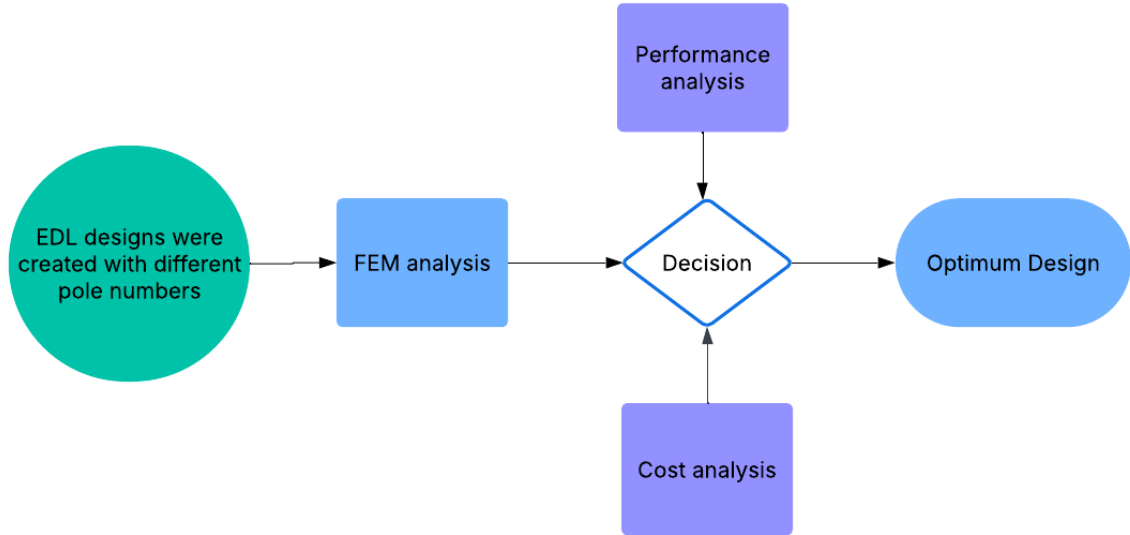 Performance
analysis
EDL designs were
created with different
pole numbers
FEM analysis
Decision
Optimum Design
Cost analysis